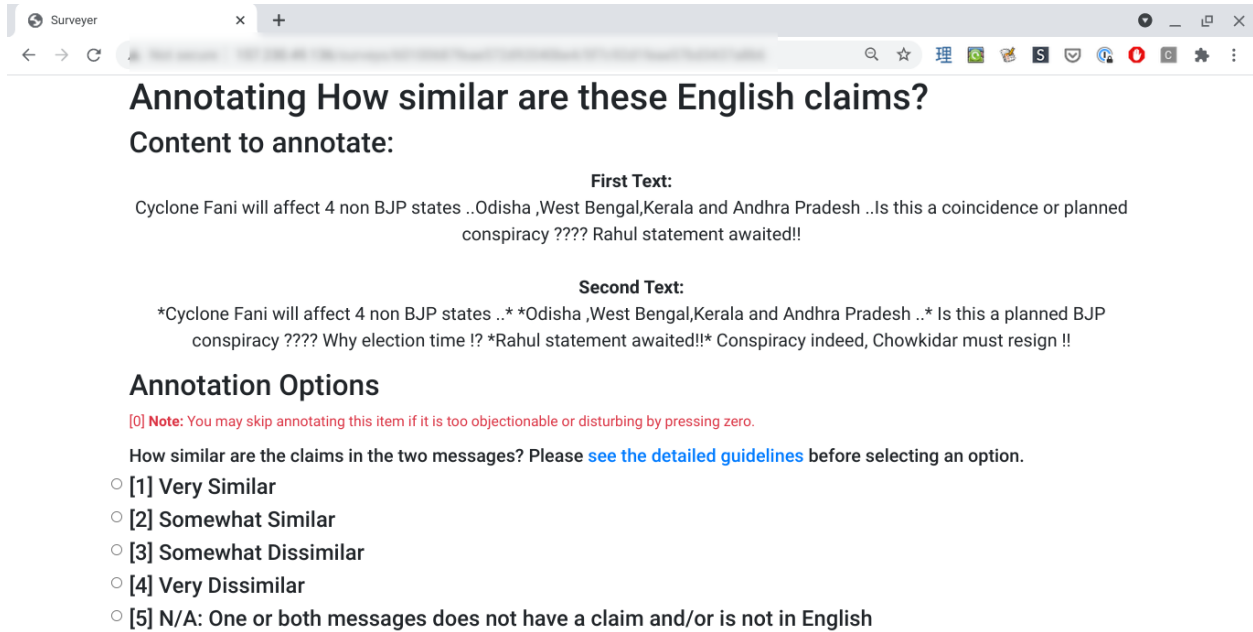 Surveyer
理
S
C
Annotating How similar are these English claims?
Content to annotate:
First Text:
Cyclone Fani will affect 4 non BJP states ..Odisha ,West Bengal,Kerala and Andhra Pradesh ..Is this a coincidence or planned
conspiracy ???? Rahul statement awaited!!
Second Text:
*Cyclone Fani will affect 4 non BJP states ..* *Odisha ,West Bengal,Kerala and Andhra Pradesh ..* Is this a planned BJP
conspiracy ???? Why election time !? *Rahul statement awaited!!* Conspiracy indeed, Chowkidar must resign !!
Annotation Options
[0] Note: You may skip annotating this item if it is too objectionable or disturbing by pressing zero.
How similar are the claims in the two messages? Please see the detailed guidelines before selecting an option.
[1] Very Similar
[2] Somewhat Similar
[3] Somewhat Dissimilar
[4] Very Dissimilar
[5] N/A: One or both messages does not have a claim and/or is not in English